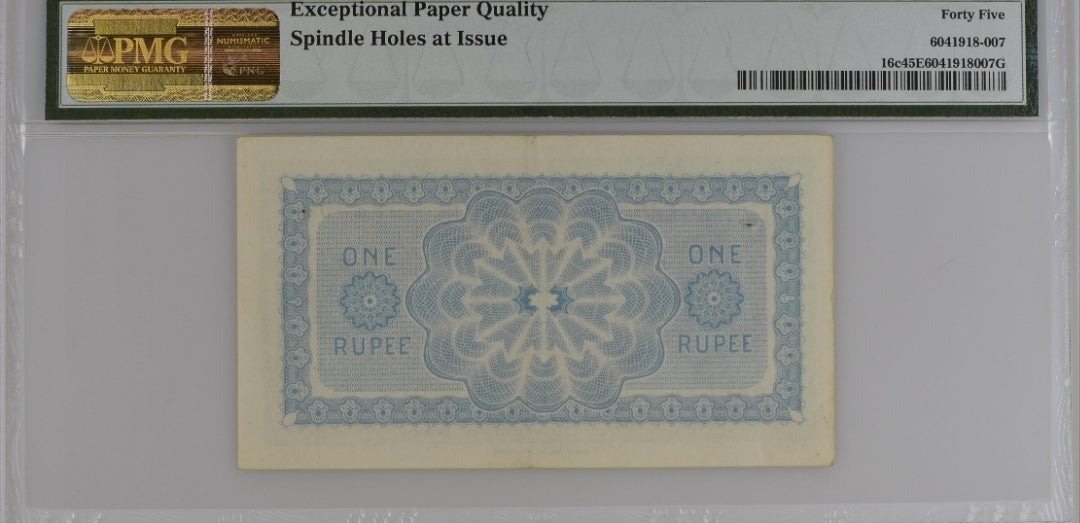 Exceptional Paper Quality
Spindle Holes at Issue
Forty Five
6041918-007
16c45E6041918007G
PMG
PAPER MONEY GUARANTY
NUMISMATIC
PNG
ONE
RUPEE
ONE
RUPEE